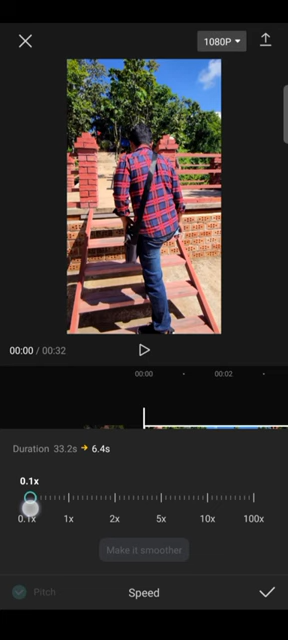 1080P
00:00 / 00:32
00:00
00:02
Duration 33.2s 6.4s
0.1x
0.1x 1x 2x 5x 10x 100x
Make it smoother
Pitch
Speed